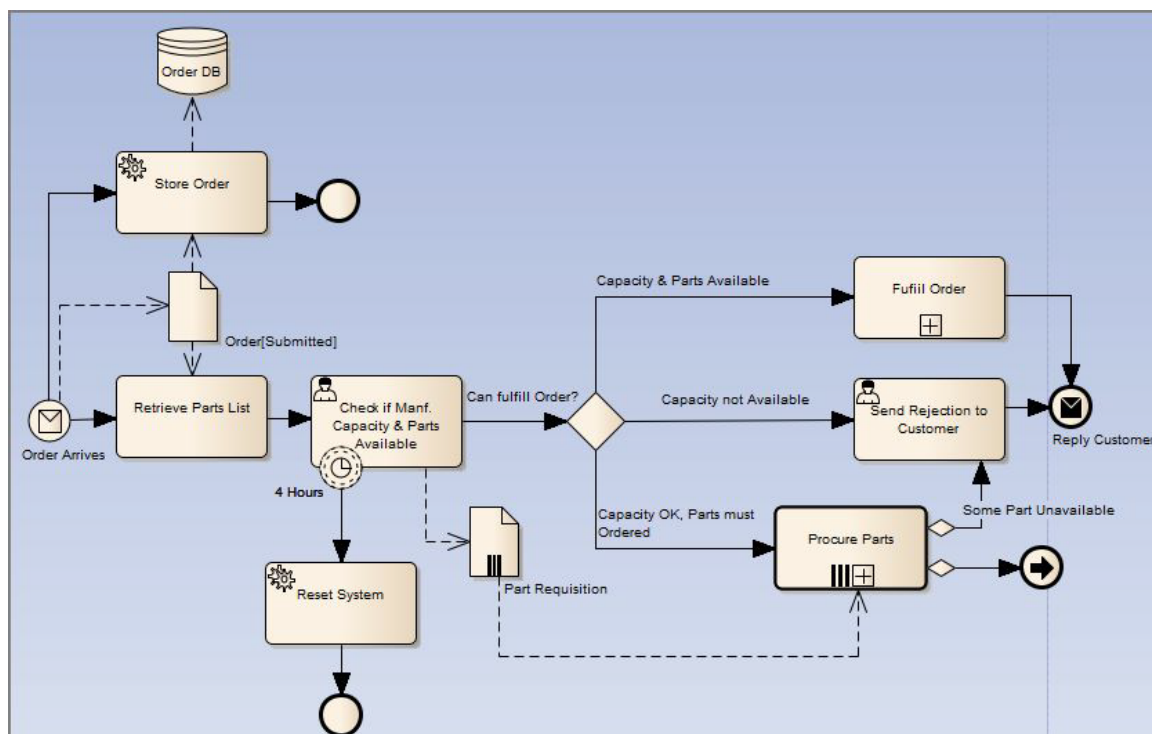 Order DB
Store Order
Order[Submitted]
Order Arrives
Retrieve Parts List
Check if Manf.
Capacity & Parts
Available
4 Hours
Reset System
Part Requisition
Can fulfill Order?
Capacity & Parts Available
Fufiill Order
Capacity not Available
Send Rejection to
Customer
Reply Customer
Capacity OK, Parts must
Ordered
Procure Parts
Some Part Unavailable